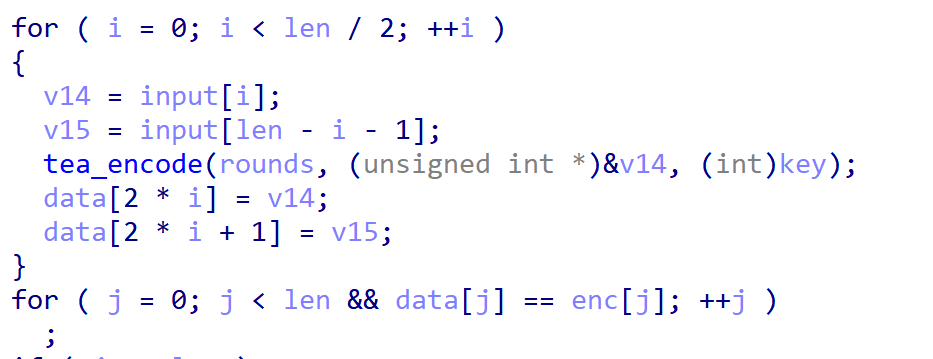 for ( i = 0; i < len / 2; ++i )
{
  v14 = input[i];
  v15 = input[len - i - 1];
  tea_encode(rounds, (unsigned int *)&v14, (int)key);
  data[2 * i] = v14;
  data[2 * i + 1] = v15;
}
for ( j = 0; j < len && data[j] == enc[j]; ++j )
  ;